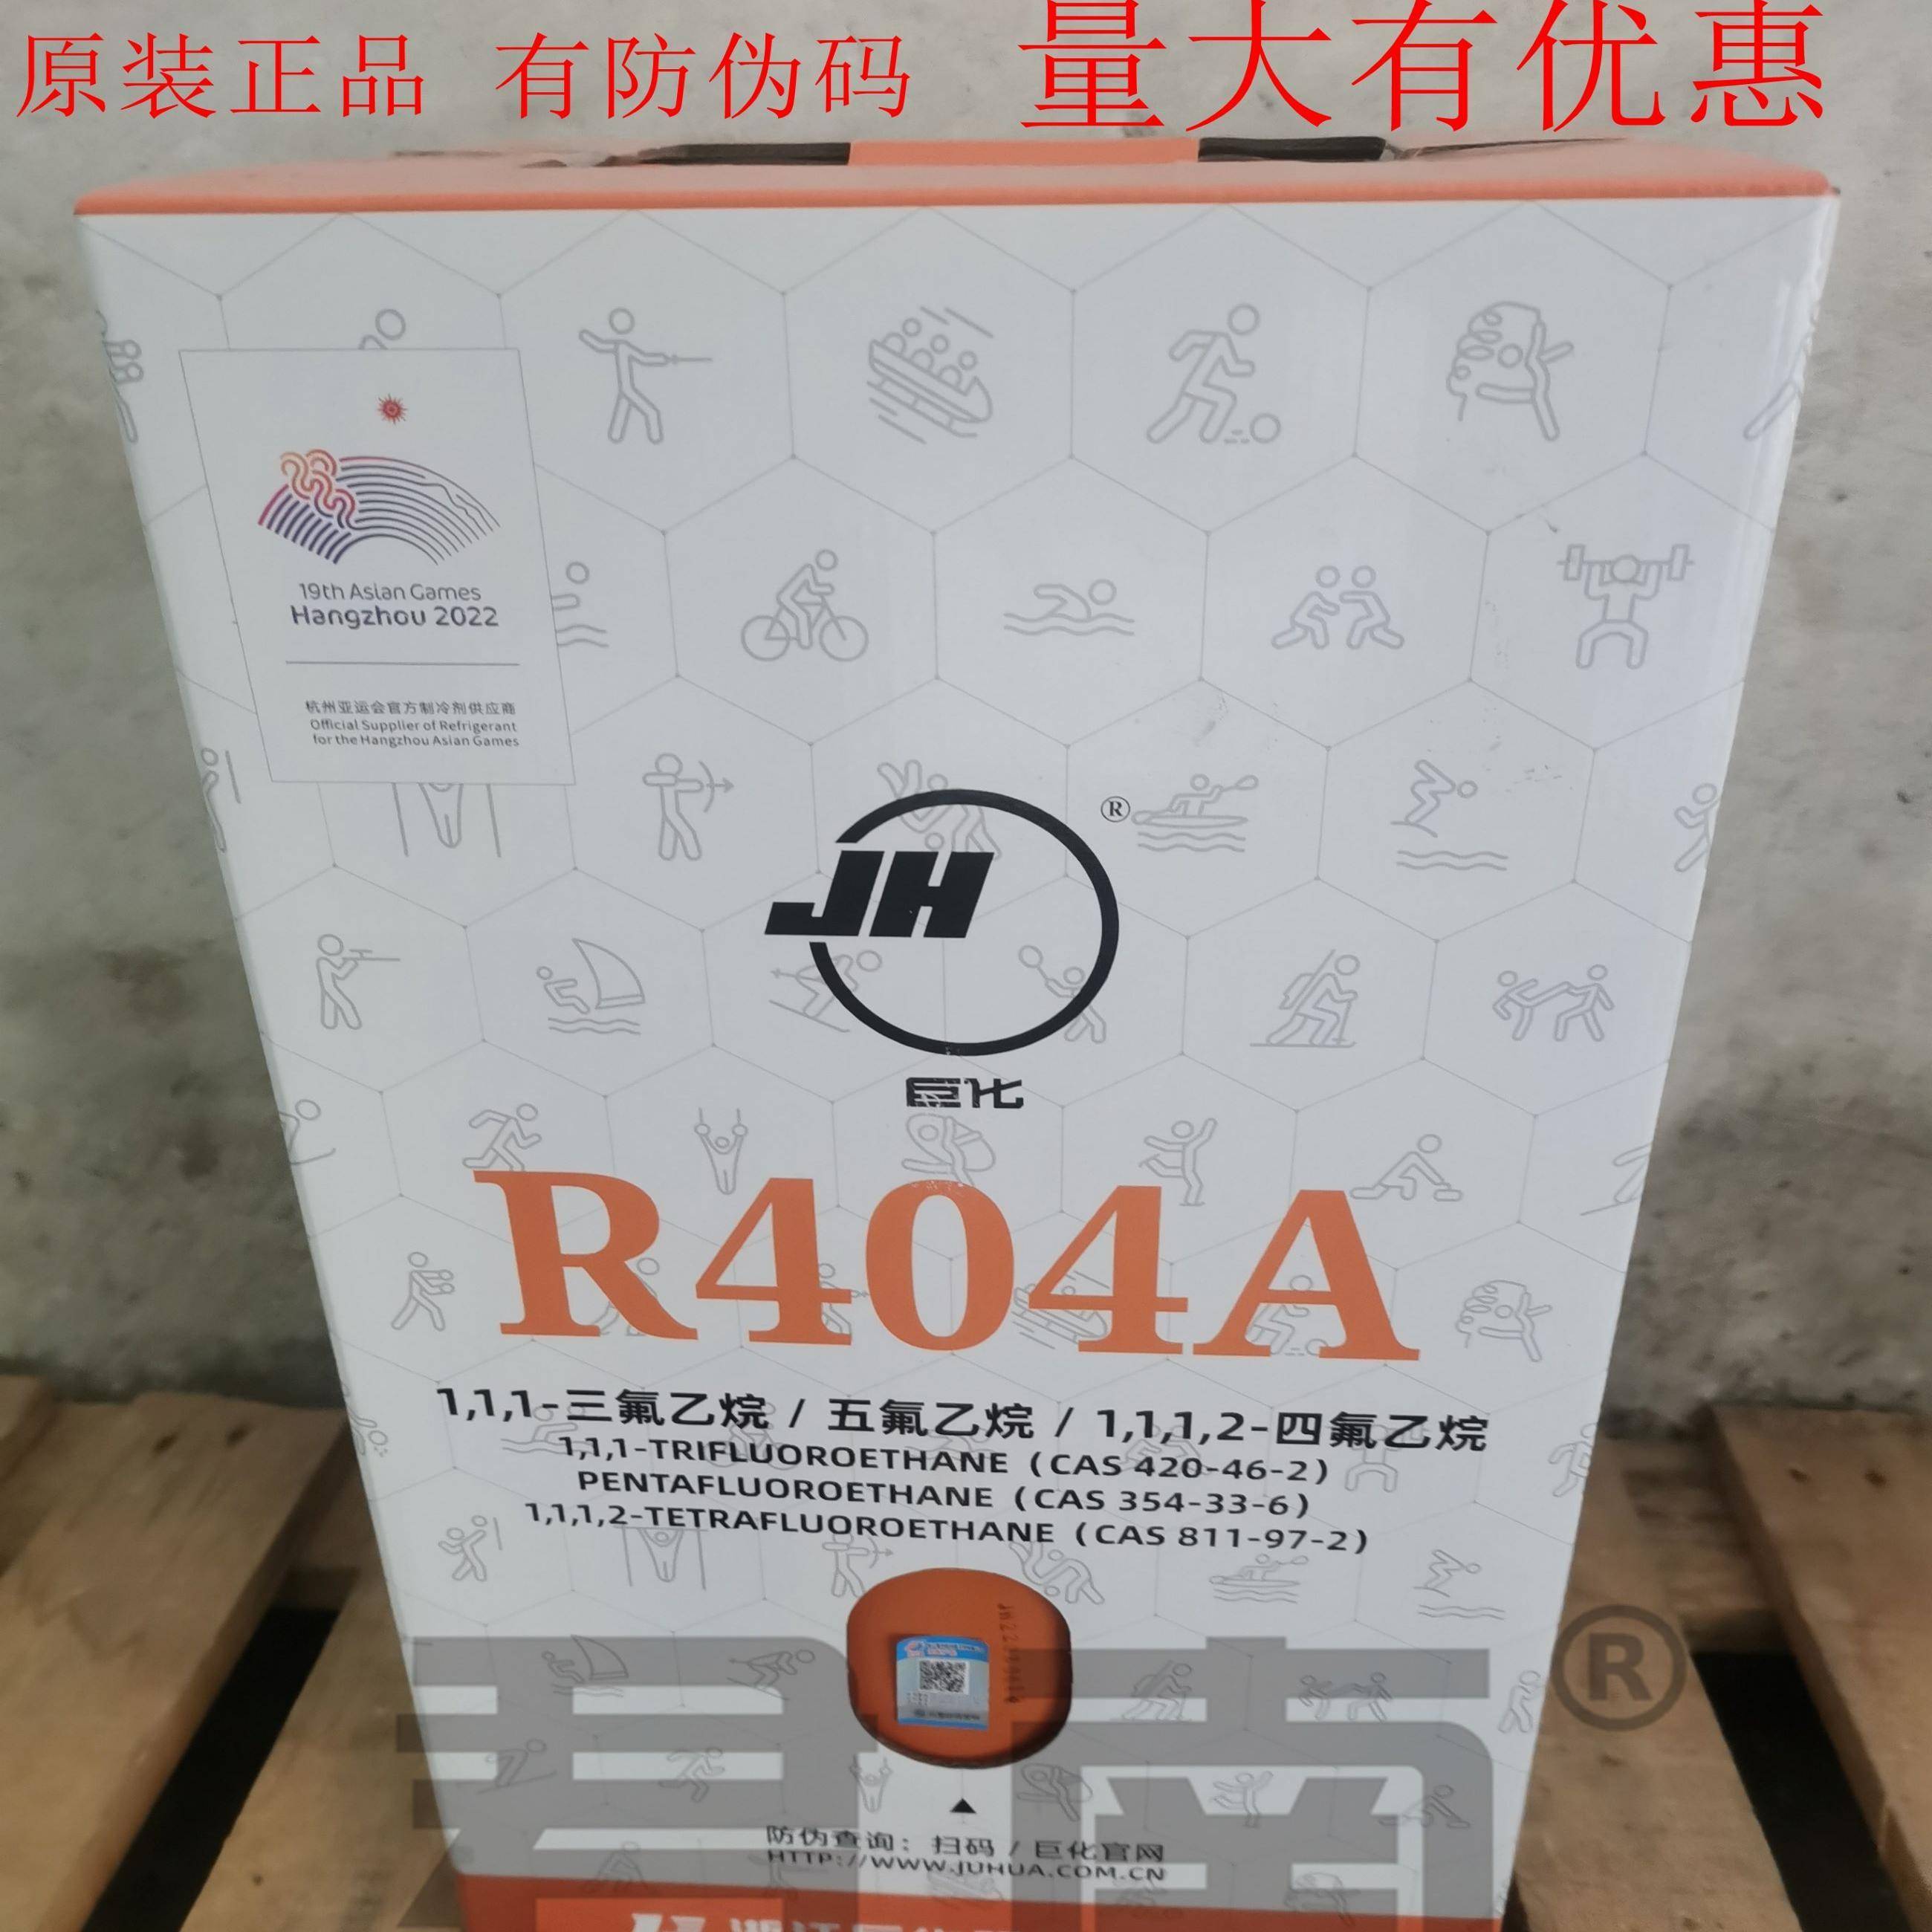 原装正品 有防伪码 量大有优惠
19th Asian Games
Hangzhou 2022
杭州亚运会官方制冷剂供应商
Official Supplier of Refrigerant
for the Hangzhou Asian Games
JH ®
巨化
R404A
1,1,1-三氟乙烷 / 五氟乙烷 / 1,1,1,2-四氟乙烷
1,1,1-TRIFLUOROETHANE (CAS 420-46-2)
PENTAFLUOROETHANE (CAS 354-33-6)
1,1,1,2-TETRAFLUOROETHANE (CAS 811-97-2)
君南®
防伪查询：扫码 / 巨化官网
HTTP://WWW.JUHUA.COM.CN